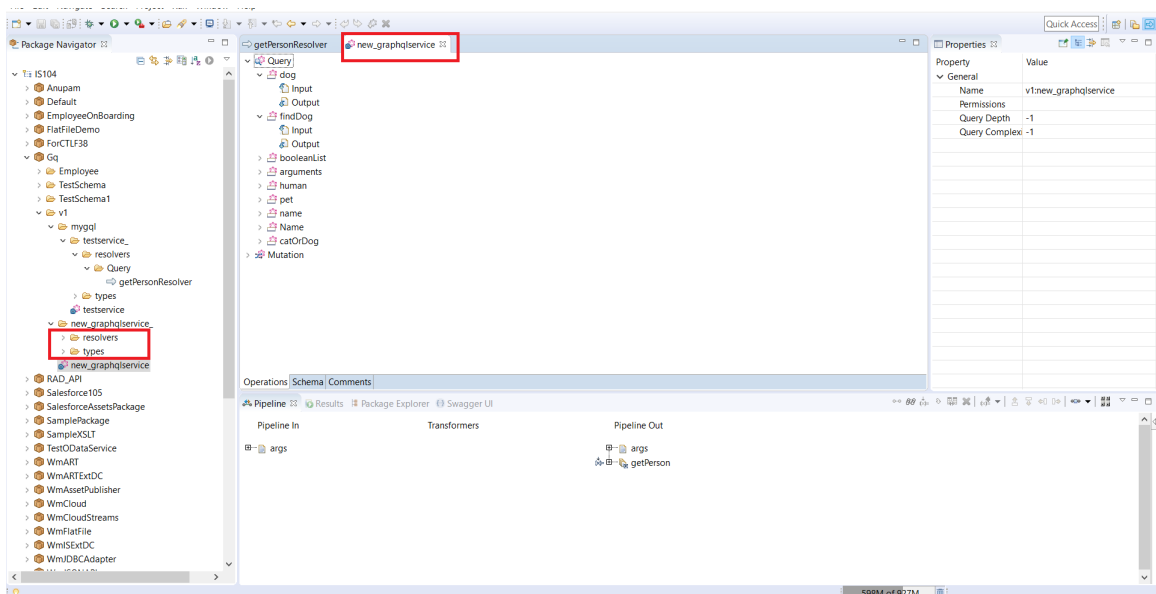 Quick Access
Package Navigator
IS104
Anupam
Default
EmployeeOnBoarding
FlatFileDemo
ForCTLF38
Gq
Employee
TestSchema
TestSchema1
v1
mygql
testservice_
resolvers
Query
getPersonResolver
types
testservice
new_graphqlservice_
resolvers
types
new_graphqlservice
RAD_API
Salesforce105
SalesforceAssetsPackage
SamplePackage
SampleXSLT
TestODataService
WmART
WmARTExtDC
WmAssetPublisher
WmCloud
WmCloudStreams
WmFlatFile
WmISExtDC
WmJDBCAdapter
getPersonResolver new_graphqlservice
Query
dog
Input
Output
findDog
Input
Output
booleanList
arguments
human
pet
name
Name
catOrDog
Mutation
Operations Schema Comments
Properties
Property Value
General
Name v1:new_graphqlservice
Permissions
Query Depth -1
Query Complexi -1
Pipeline Results Package Explorer Swagger UI
Pipeline In Transformers Pipeline Out
args args
getPerson
598M of 927M